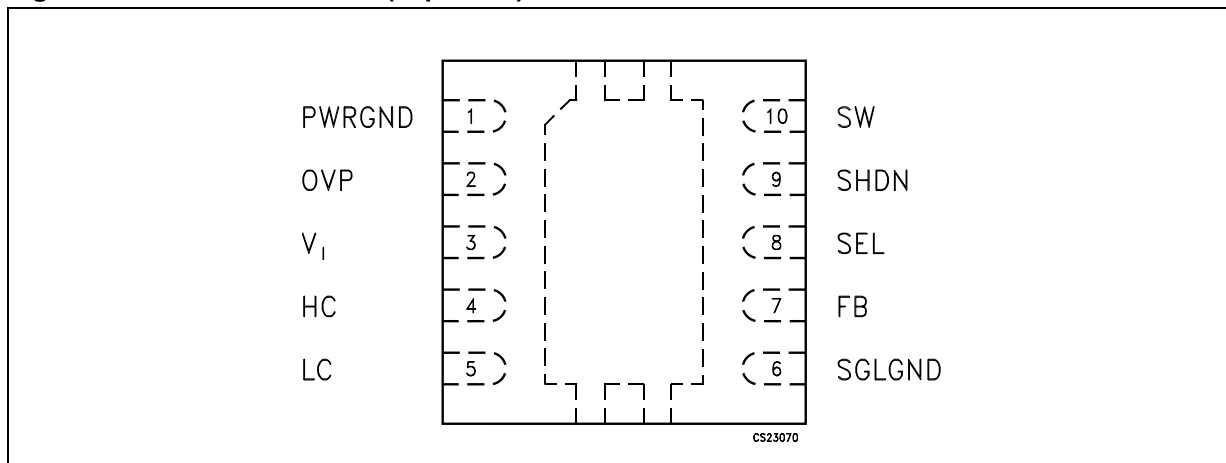 PWRGND 1 10 SW
OVP 2 9 SHDN
V_I 3 8 SEL
HC 4 7 FB
LC 5 6 SGLGND
CS23070